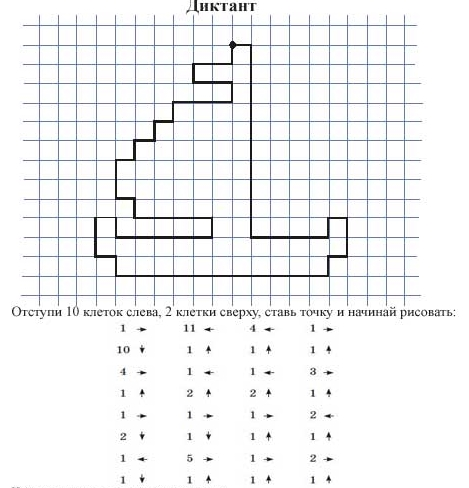 Диктант
Отступи 10 клеток слева, 2 клетки сверху, ставь точку и начинай рисовать:
1 → 11 ← 4 ← 1 →
10 ↓ 1 ↑ 1 ↑ 1 ↑
4 → 1 ← 1 ← 3 →
1 ↑ 2 ↑ 2 ↑ 1 ↑
1 → 1 → 1 → 2 ←
2 ↓ 1 ↓ 1 ↑ 1 ↑
1 ← 5 → 1 → 2 →
1 ↓ 1 ↑ 1 ↑ 1 ↑